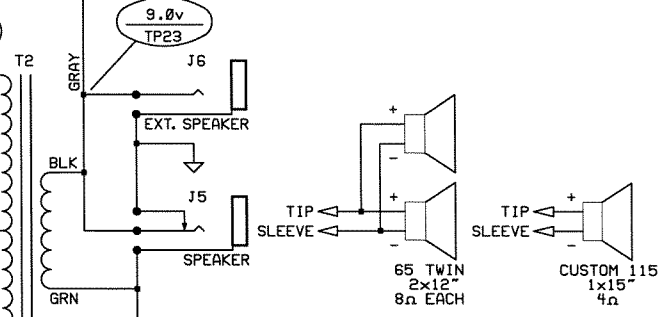 9.0v
TP23
T2
GRAY
J6
EXT. SPEAKER
BLK
J5
SPEAKER
GRN
+
−
+
−
TIP
SLEEVE
65 TWIN
2x12"
8Ω EACH
+
−
TIP
SLEEVE
CUSTOM 115
1x15"
4Ω